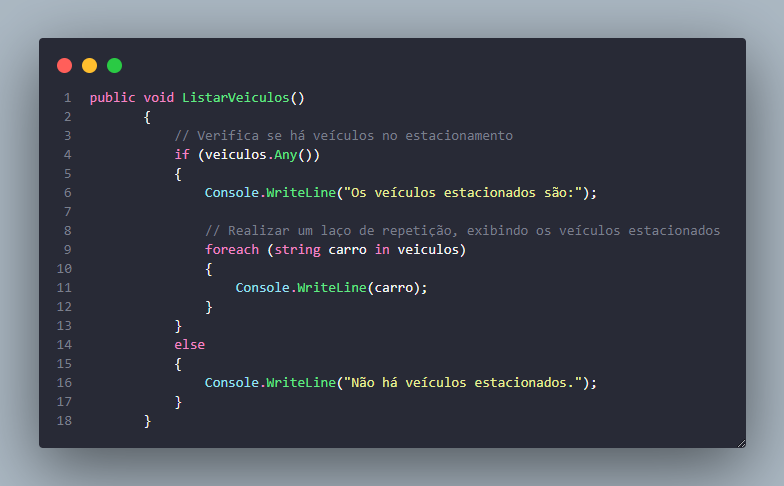 1 public void ListarVeiculos()
2 {
3 // Verifica se há veículos no estacionamento
4 if (veiculos.Any())
5 {
6 Console.WriteLine("Os veículos estacionados são:");
7
8 // Realizar um laço de repetição, exibindo os veículos estacionados
9 foreach (string carro in veiculos)
10 {
11 Console.WriteLine(carro);
12 }
13 }
14 else
15 {
16 Console.WriteLine("Não há veículos estacionados.");
17 }
18 }